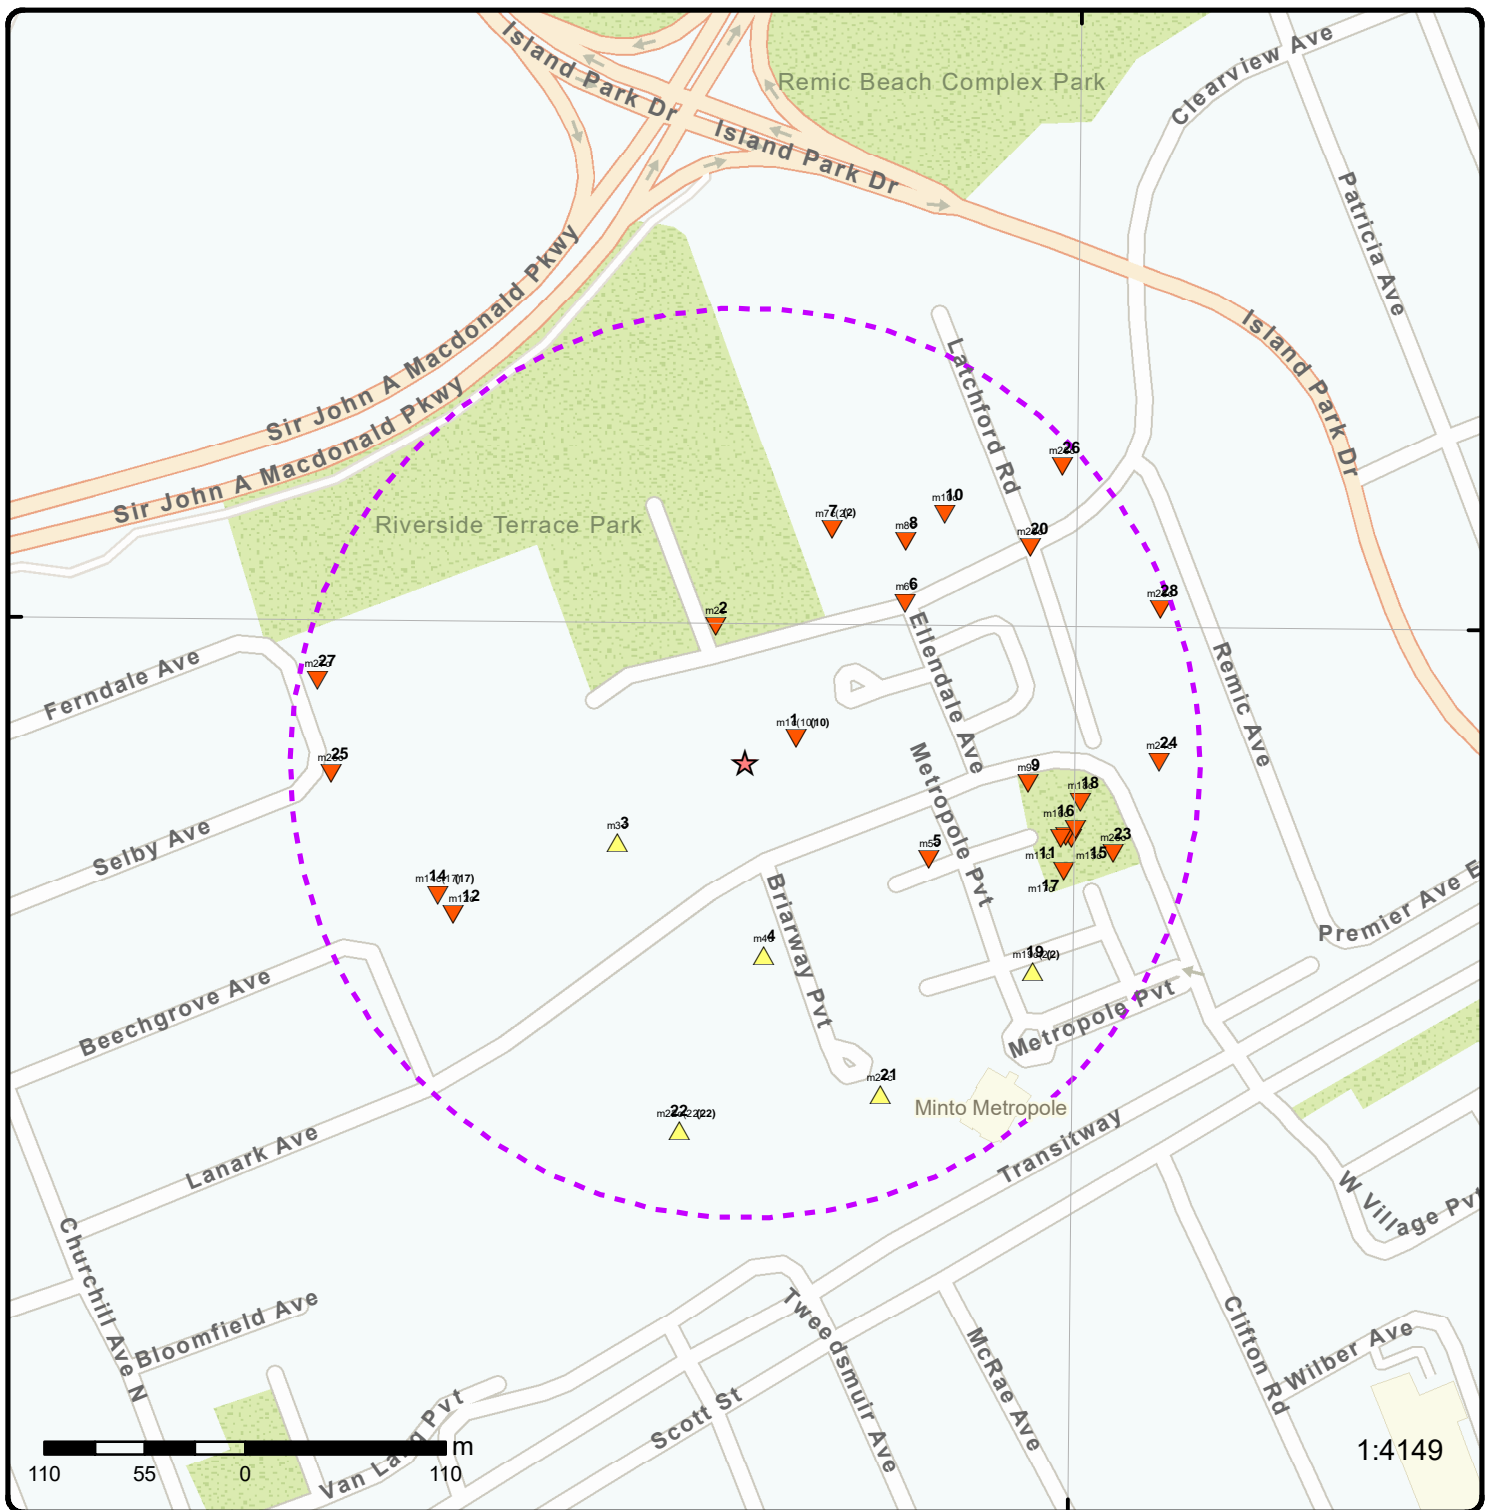 Island Park Dr
Remic Beach Complex Park
Clearview Ave
Island Park Dr
Patricia Ave
Sir John A Macdonald Pkwy
Island Park Dr
Latchford Rd
Sir John A Macdonald Pkwy
26
10
7 (2)
8
20
Riverside Terrace Park
28
6
2
Ellendale Ave
Remic Ave
27
Ferndale Ave
1 (10)
24
25
Metropole Pvt
9
18
16
3
5
11
15
23
Selby Ave
14 (17)
12
17
Briarway Pvt
Premier Ave E
4
19 (2)
Beechgrove Ave
Metropole Pvt
21
22 (22)
Minto Metropole
Lanark Ave
Transitway
W Village Pvt
Churchill Ave N
Bloomfield Ave
Tweedsmuir Ave
McRae Ave
Clifton Rd
Wilber Ave
Scott St
Van Lang Pvt
m
110 55 0 110
1:4149